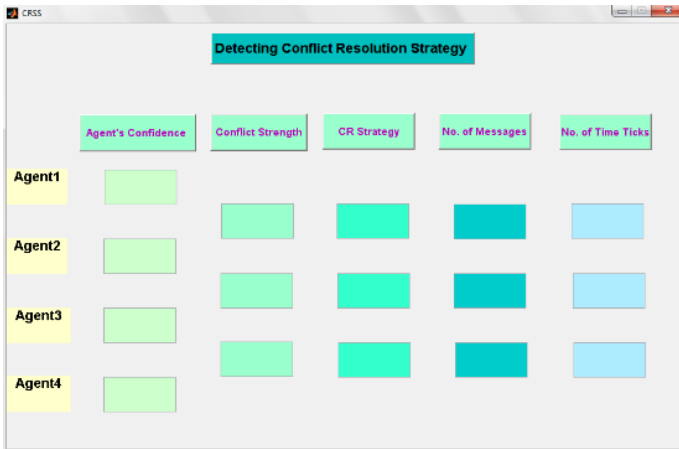 CRSS
Detecting Conflict Resolution Strategy
Agent's Confidence
Conflict Strength
CR Strategy
No. of Messages
No. of Time Ticks
Agent1
Agent2
Agent3
Agent4